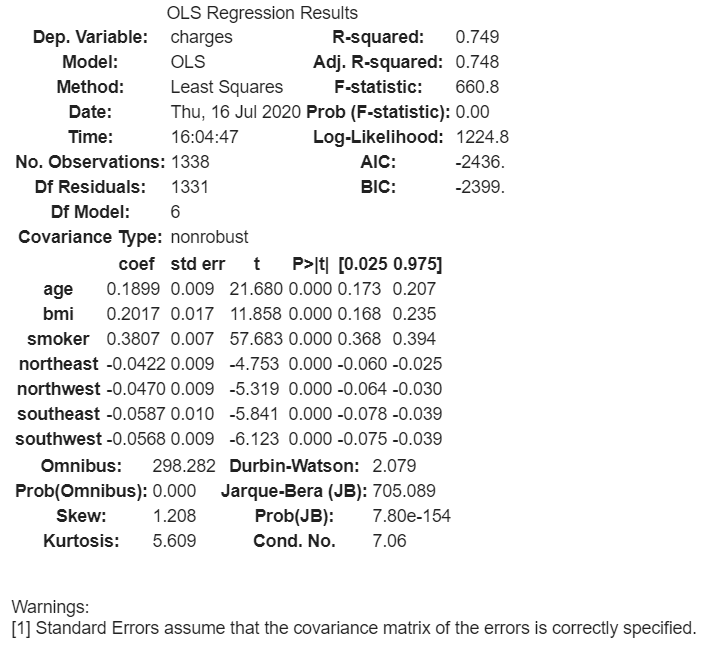 OLS Regression Results
Dep. Variable: charges R-squared: 0.749
Model: OLS Adj. R-squared: 0.748
Method: Least Squares F-statistic: 660.8
Date: Thu, 16 Jul 2020 Prob (F-statistic): 0.00
Time: 16:04:47 Log-Likelihood: 1224.8
No. Observations: 1338 AIC: -2436.
Df Residuals: 1331 BIC: -2399.
Df Model: 6
Covariance Type: nonrobust
coef std err t P>|t| [0.025 0.975]
age 0.1899 0.009 21.680 0.000 0.173 0.207
bmi 0.2017 0.017 11.858 0.000 0.168 0.235
smoker 0.3807 0.007 57.683 0.000 0.368 0.394
northeast -0.0422 0.009 -4.753 0.000 -0.060 -0.025
northwest -0.0470 0.009 -5.319 0.000 -0.064 -0.030
southeast -0.0587 0.010 -5.841 0.000 -0.078 -0.039
southwest -0.0568 0.009 -6.123 0.000 -0.075 -0.039
Omnibus: 298.282 Durbin-Watson: 2.079
Prob(Omnibus): 0.000 Jarque-Bera (JB): 705.089
Skew: 1.208 Prob(JB): 7.80e-154
Kurtosis: 5.609 Cond. No. 7.06
Warnings:
[1] Standard Errors assume that the covariance matrix of the errors is correctly specified.